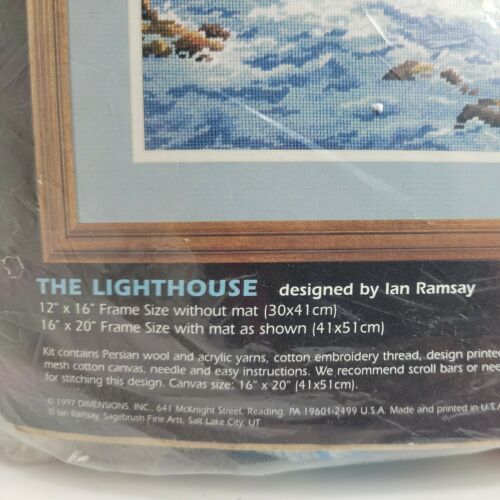 THE LIGHTHOUSE designed by Ian Ramsay
12" x 16" Frame Size without mat (30x41cm)
16" x 20" Frame Size with mat as shown (41x51cm)
Kit contains Persian wool and acrylic yarns, cotton embroidery thread, design printed
mesh cotton canvas, needle and easy instructions. We recommend scroll bars or nee
for stitching this design. Canvas size: 16" x 20" (41x51cm).
© 1997 DIMENSIONS, INC., 641 McKnight Street, Reading, PA 19601-2499 U.S.A. Made and printed in U.S.A
© Ian Ramsay, Sagebrush Fine Arts, Salt Lake City, UT